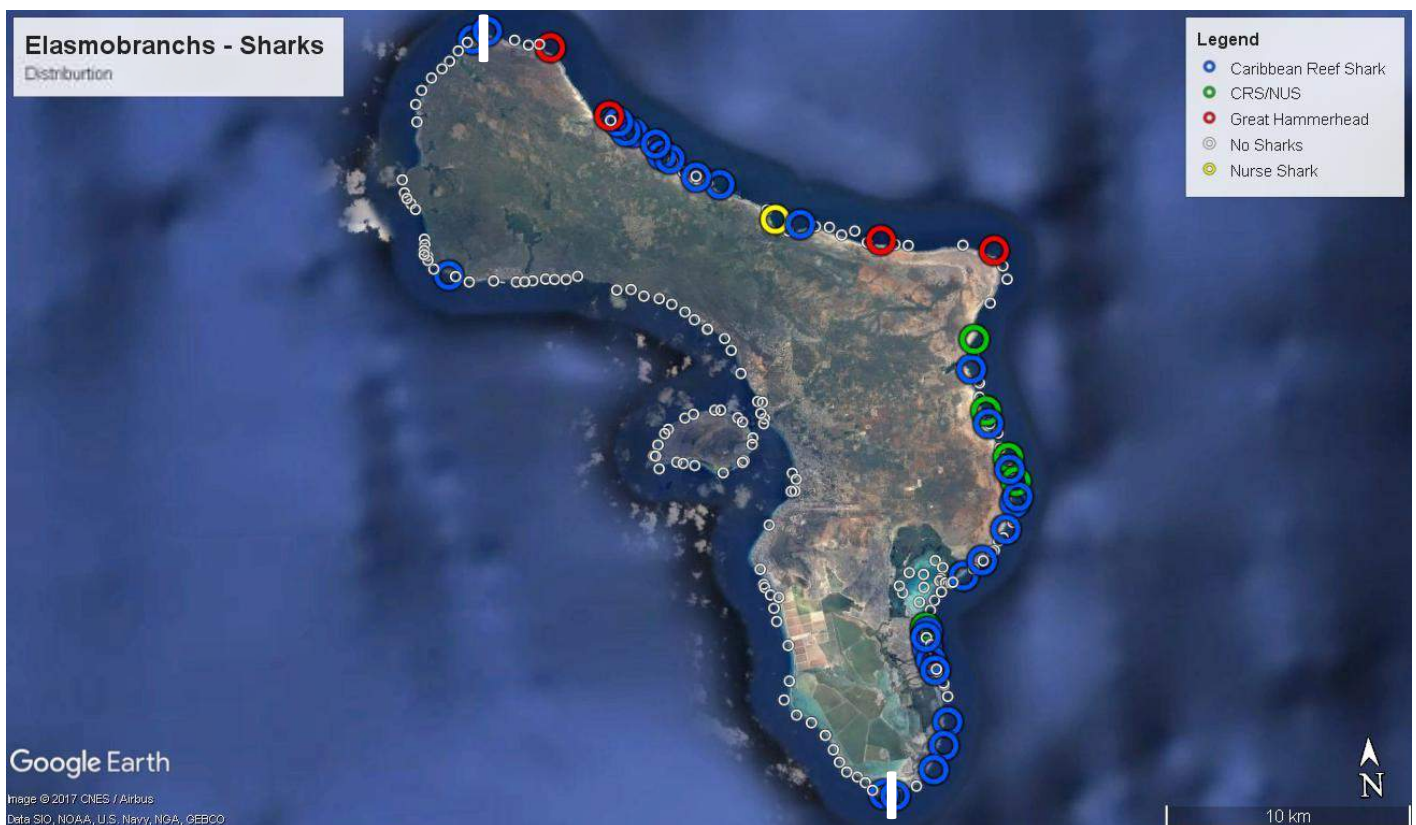 Elasmobranchs - Sharks
Distriburtion
Legend
Caribbean Reef Shark
CRS/NUS
Great Hammerhead
No Sharks
Nurse Shark
Google Earth
Image © 2017 CNES / Airbus
Data SIO, NOAA, U.S. Navy, NGA, GEBCO
N
10 km